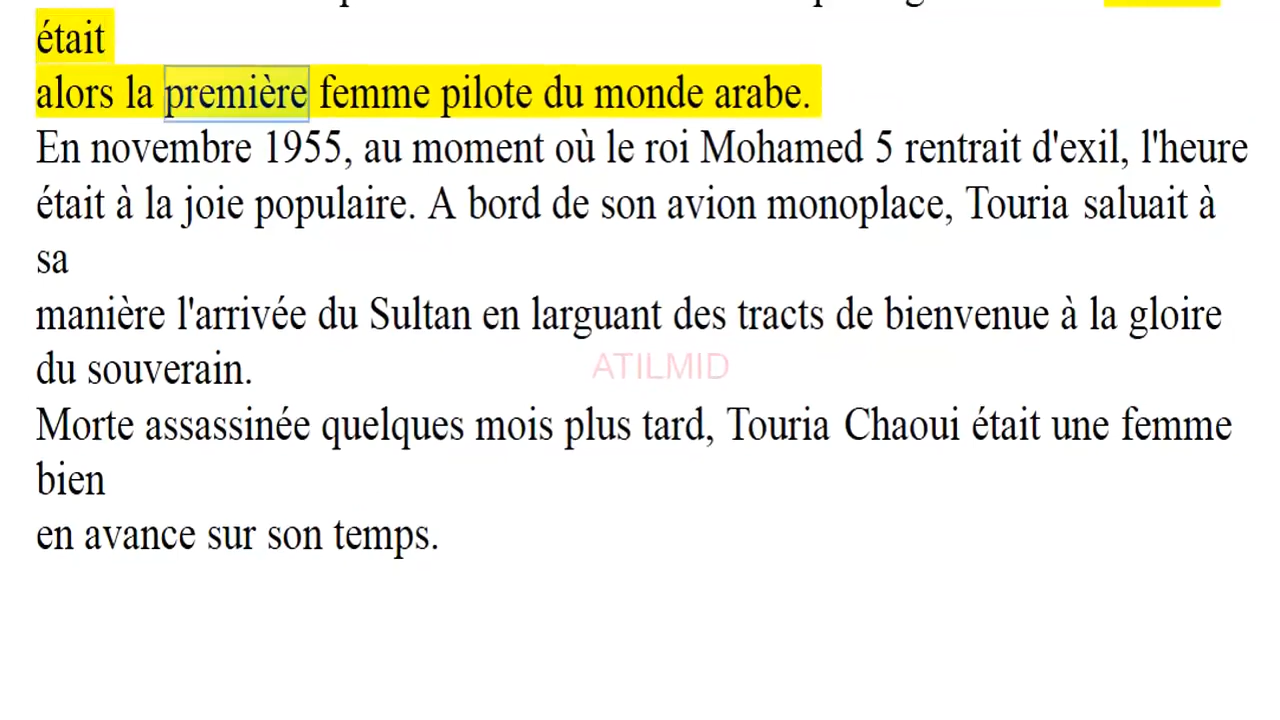 était
alors la première femme pilote du monde arabe.
En novembre 1955, au moment où le roi Mohamed 5 rentrait d'exil, l'heure
était à la joie populaire. A bord de son avion monoplace, Touria saluait à
sa
manière l'arrivée du Sultan en larguant des tracts de bienvenue à la gloire
du souverain.
ATILMID
Morte assassinée quelques mois plus tard, Touria Chaoui était une femme
bien
en avance sur son temps.